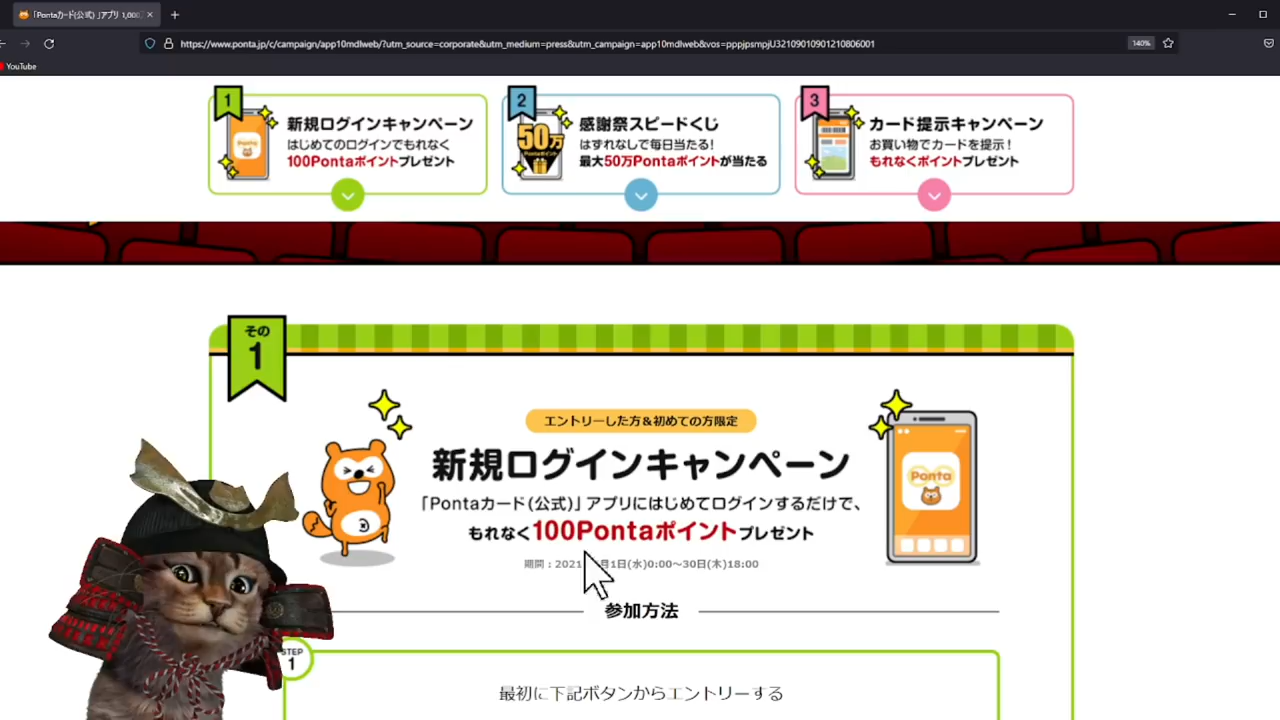 「Pontaカード(公式)」アプリ 1,000
https://www.ponta.jp/c/campaign/app10mdlweb/?utm_source=corporate&utm_medium=press&utm_campaign=app10mdlweb&vos=pppjpsmpjU32109010901210806001
140%
YouTube
1
新規ログインキャンペーン
はじめてのログインでもれなく
100Pontaポイントプレゼント
2
50万
感謝祭スピードくじ
はずれなしで毎日当たる!
最大50万Pontaポイントが当たる
3
カード提示キャンペーン
お買い物でカードを提示!
もれなくポイントプレゼント
その
1
エントリーした方&初めての方限定
新規ログインキャンペーン
「Pontaカード(公式)」アプリにはじめてログインするだけで、
もれなく100Pontaポイントプレゼント
期間:2021 月1日(水)0:00〜30日(木)18:00
Ponta
参加方法
STEP
1
最初に下記ボタンからエントリーする